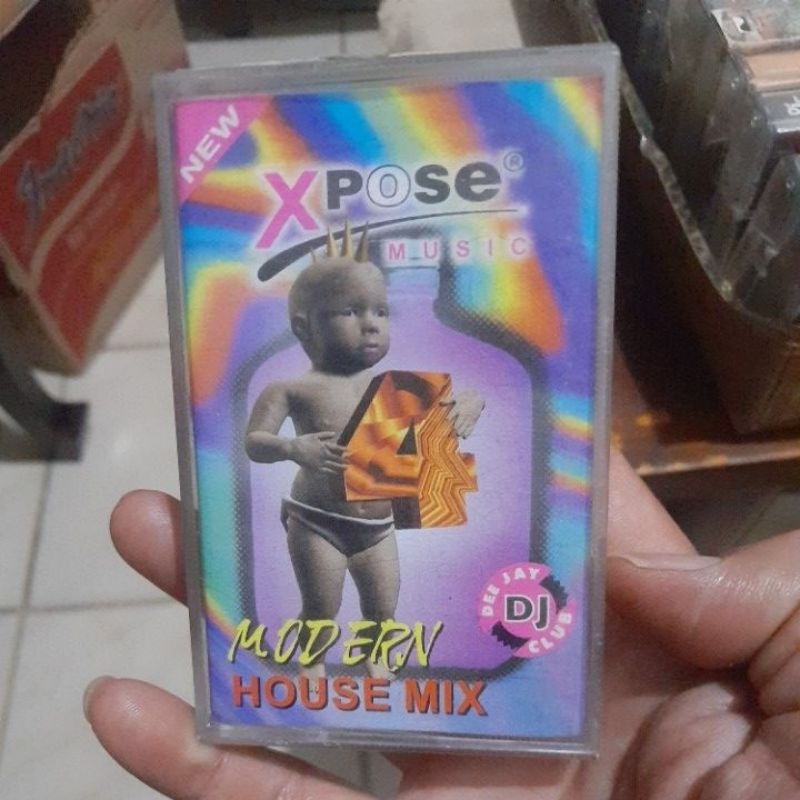 NEW
XPOSe®
MUSIC
4
MODERN
HOUSE MIX
DEE JAY
DJ
CLUB